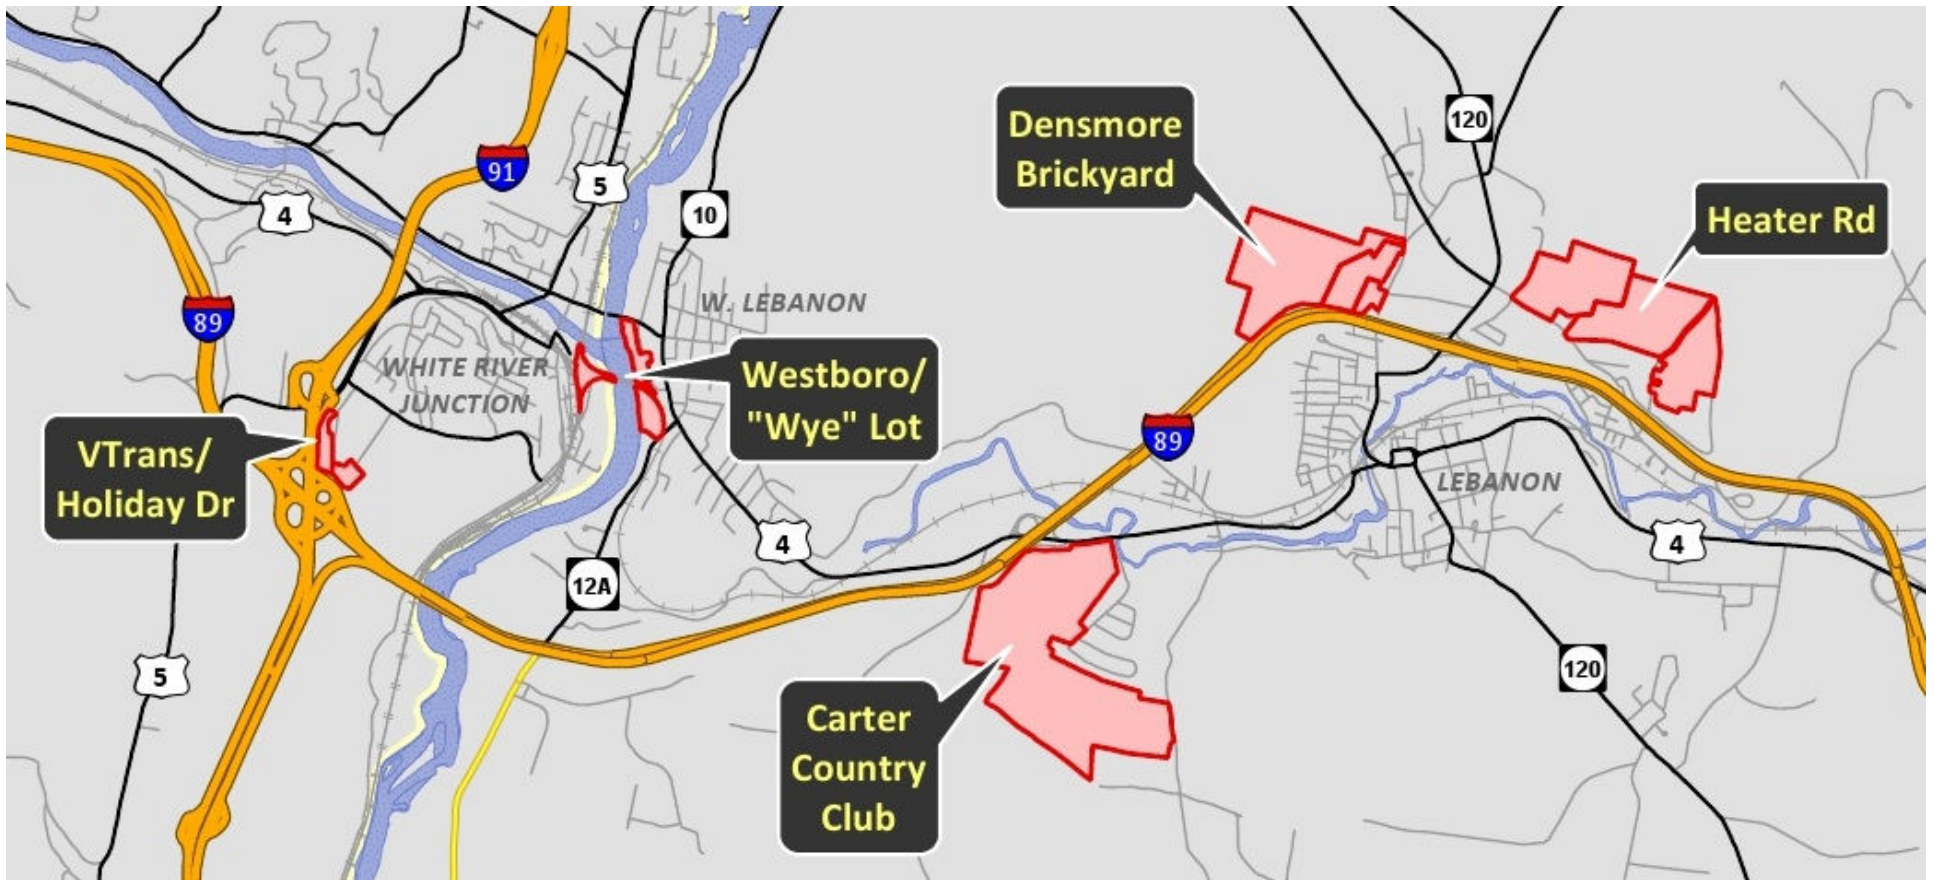 120
Densmore
Brickyard
91
5
4
10
Heater Rd
W. LEBANON
89
WHITE RIVER
JUNCTION
Westboro/
"Wye" Lot
VTrans/
Holiday Dr
89
LEBANON
4
4
12A
5
120
Carter
Country
Club